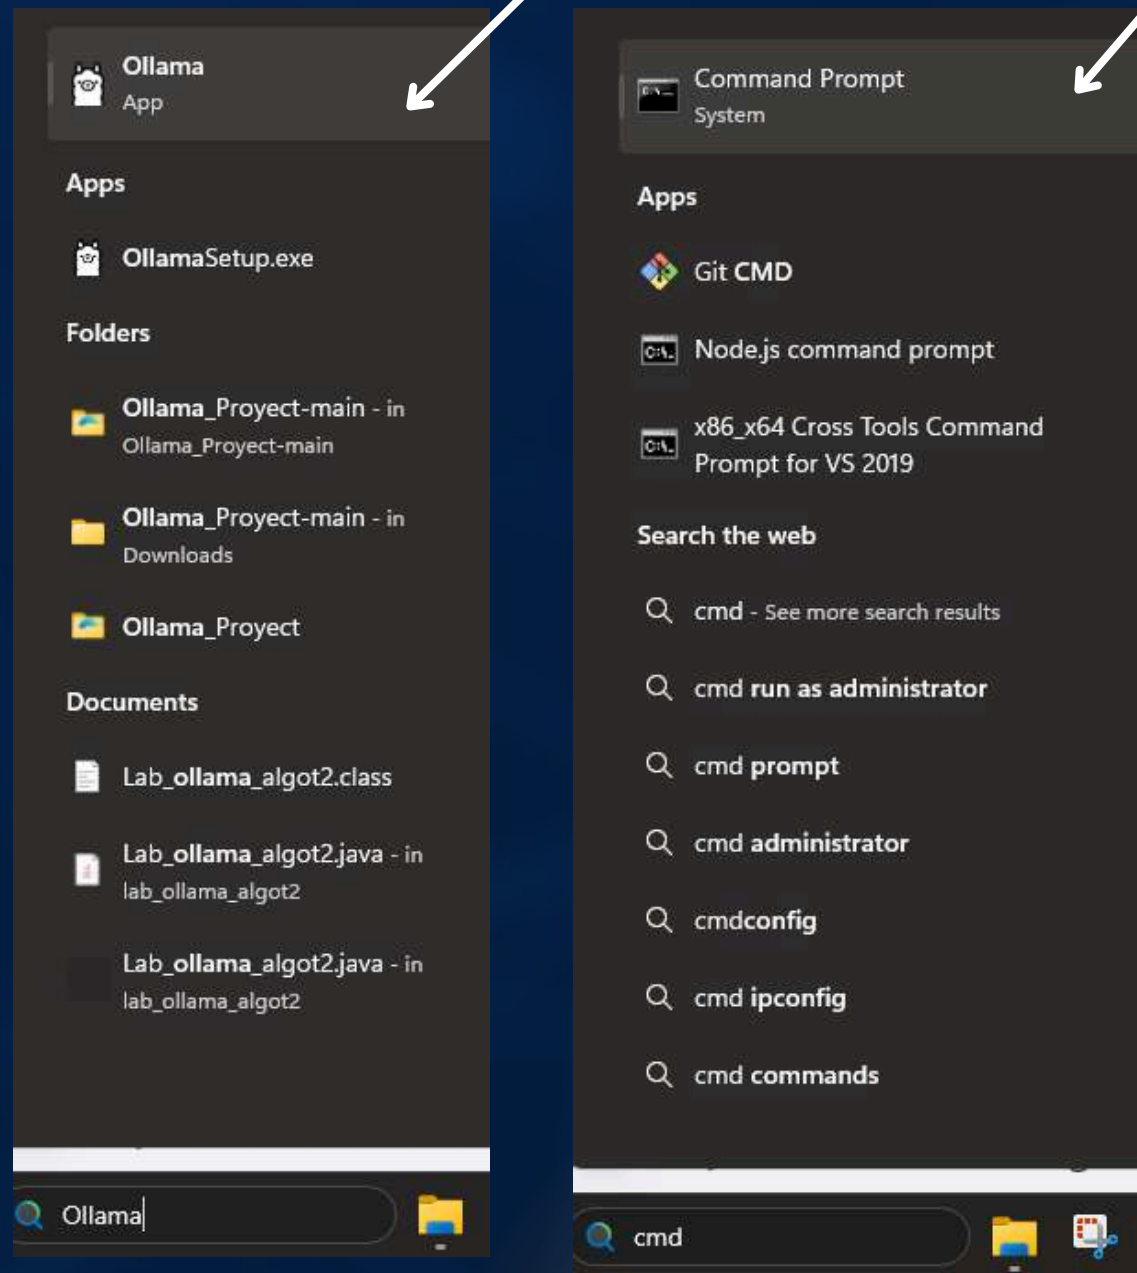 Ollama
App
Apps
OllamaSetup.exe
Folders
Ollama_Proyect-main - in
Ollama_Proyect-main
Ollama_Proyect-main - in
Downloads
Ollama_Proyect
Documents
Lab_ollama_algot2.class
Lab_ollama_algot2.java - in
lab_ollama_algot2
Lab_ollama_algot2.java - in
lab_ollama_algot2
Ollama
Command Prompt
System
Apps
Git CMD
Node.js command prompt
x86_x64 Cross Tools Command
Prompt for VS 2019
Search the web
cmd - See more search results
cmd run as administrator
cmd prompt
cmd administrator
cmdconfig
cmd ipconfig
cmd commands
cmd